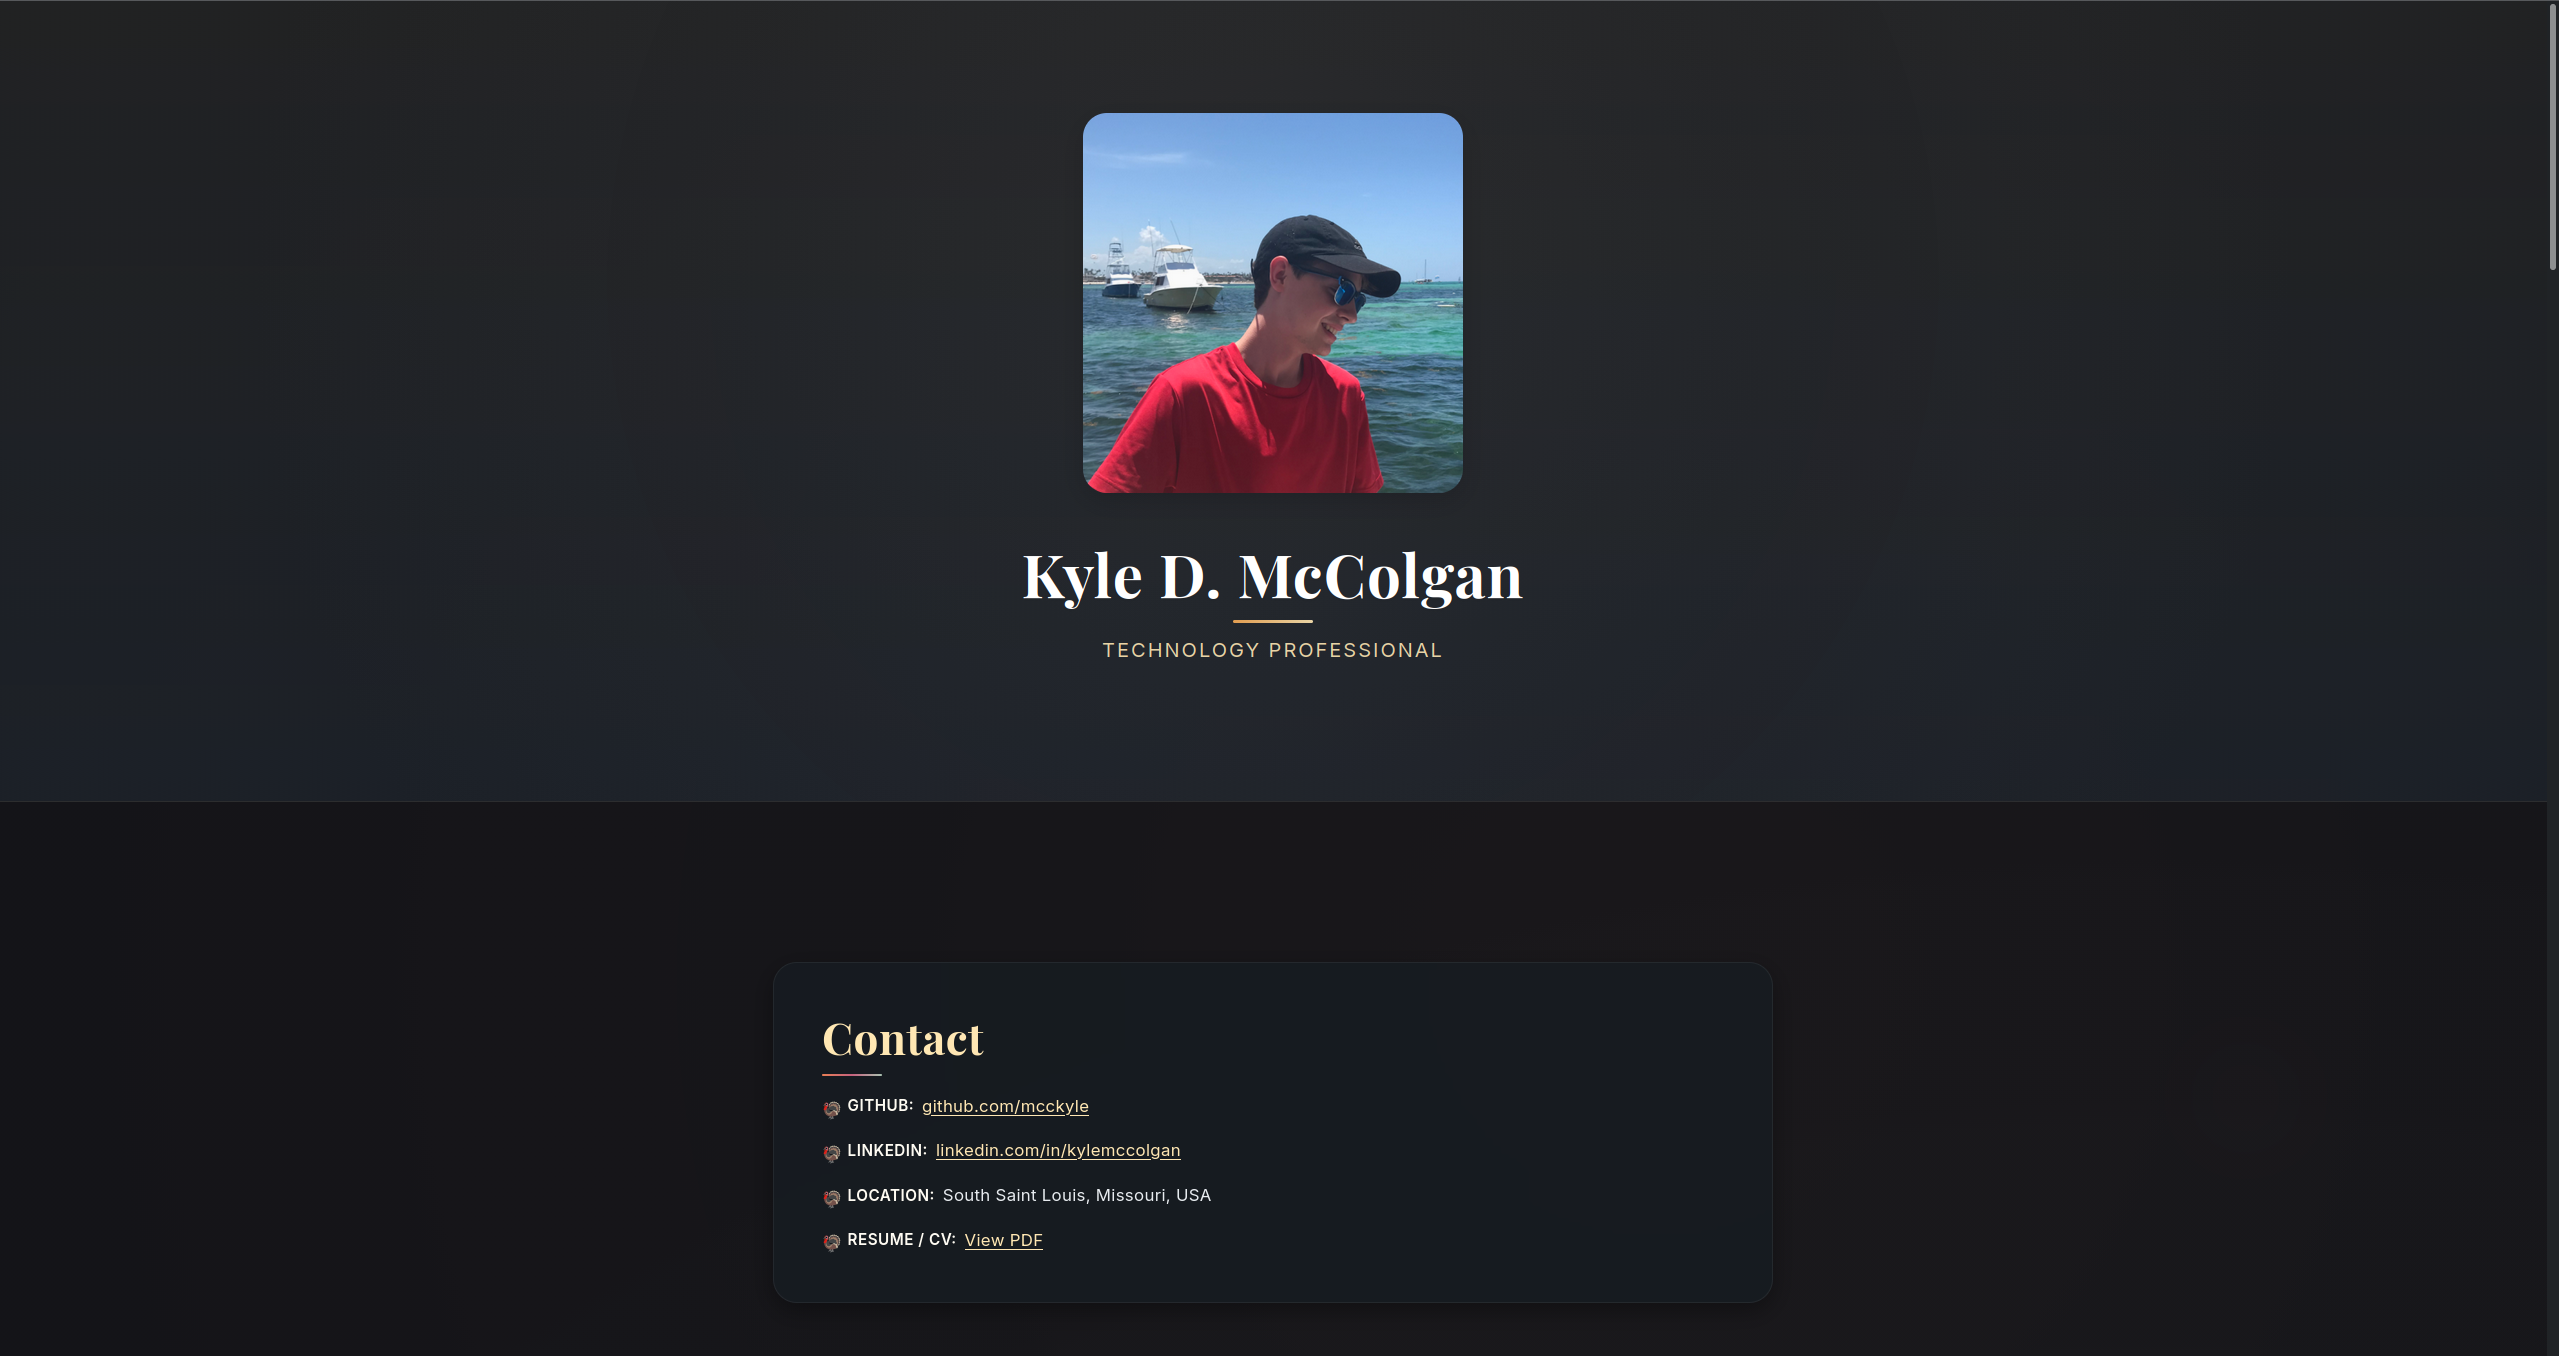 Kyle D. McColgan
TECHNOLOGY PROFESSIONAL
Contact
GITHUB: github.com/mcckyle
LINKEDIN: linkedin.com/in/kylemccolgan
LOCATION: South Saint Louis, Missouri, USA
RESUME / CV: View PDF